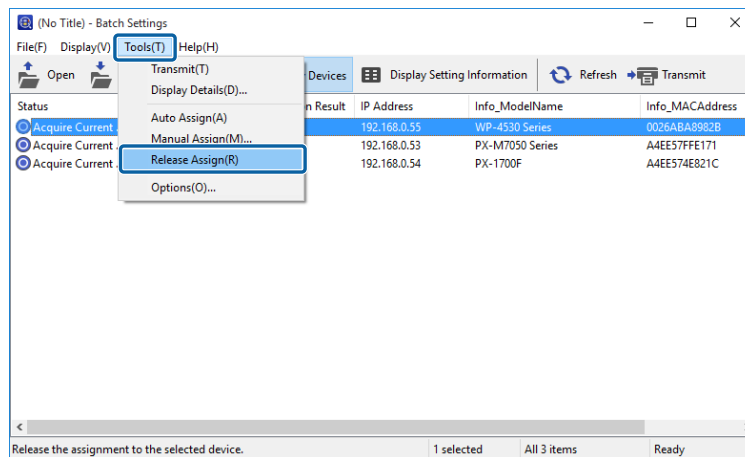 (No Title) - Batch Settings
File(F) Display(V) Tools(T) Help(H)
Open Devices Display Setting Information Refresh Transmit
Transmit(T)
Display Details(D)...
Auto Assign(A)
Manual Assign(M)...
Release Assign(R)
Options(O)...
Status n Result IP Address Info_ModelName Info_MACAddress
Acquire Current 192.168.0.55 WP-4530 Series 0026ABA8982B
Acquire Current 192.168.0.53 PX-M7050 Series A4EE57FFE171
Acquire Current 192.168.0.54 PX-1700F A4EE574E821C
Release the assignment to the selected device. 1 selected All 3 items Ready